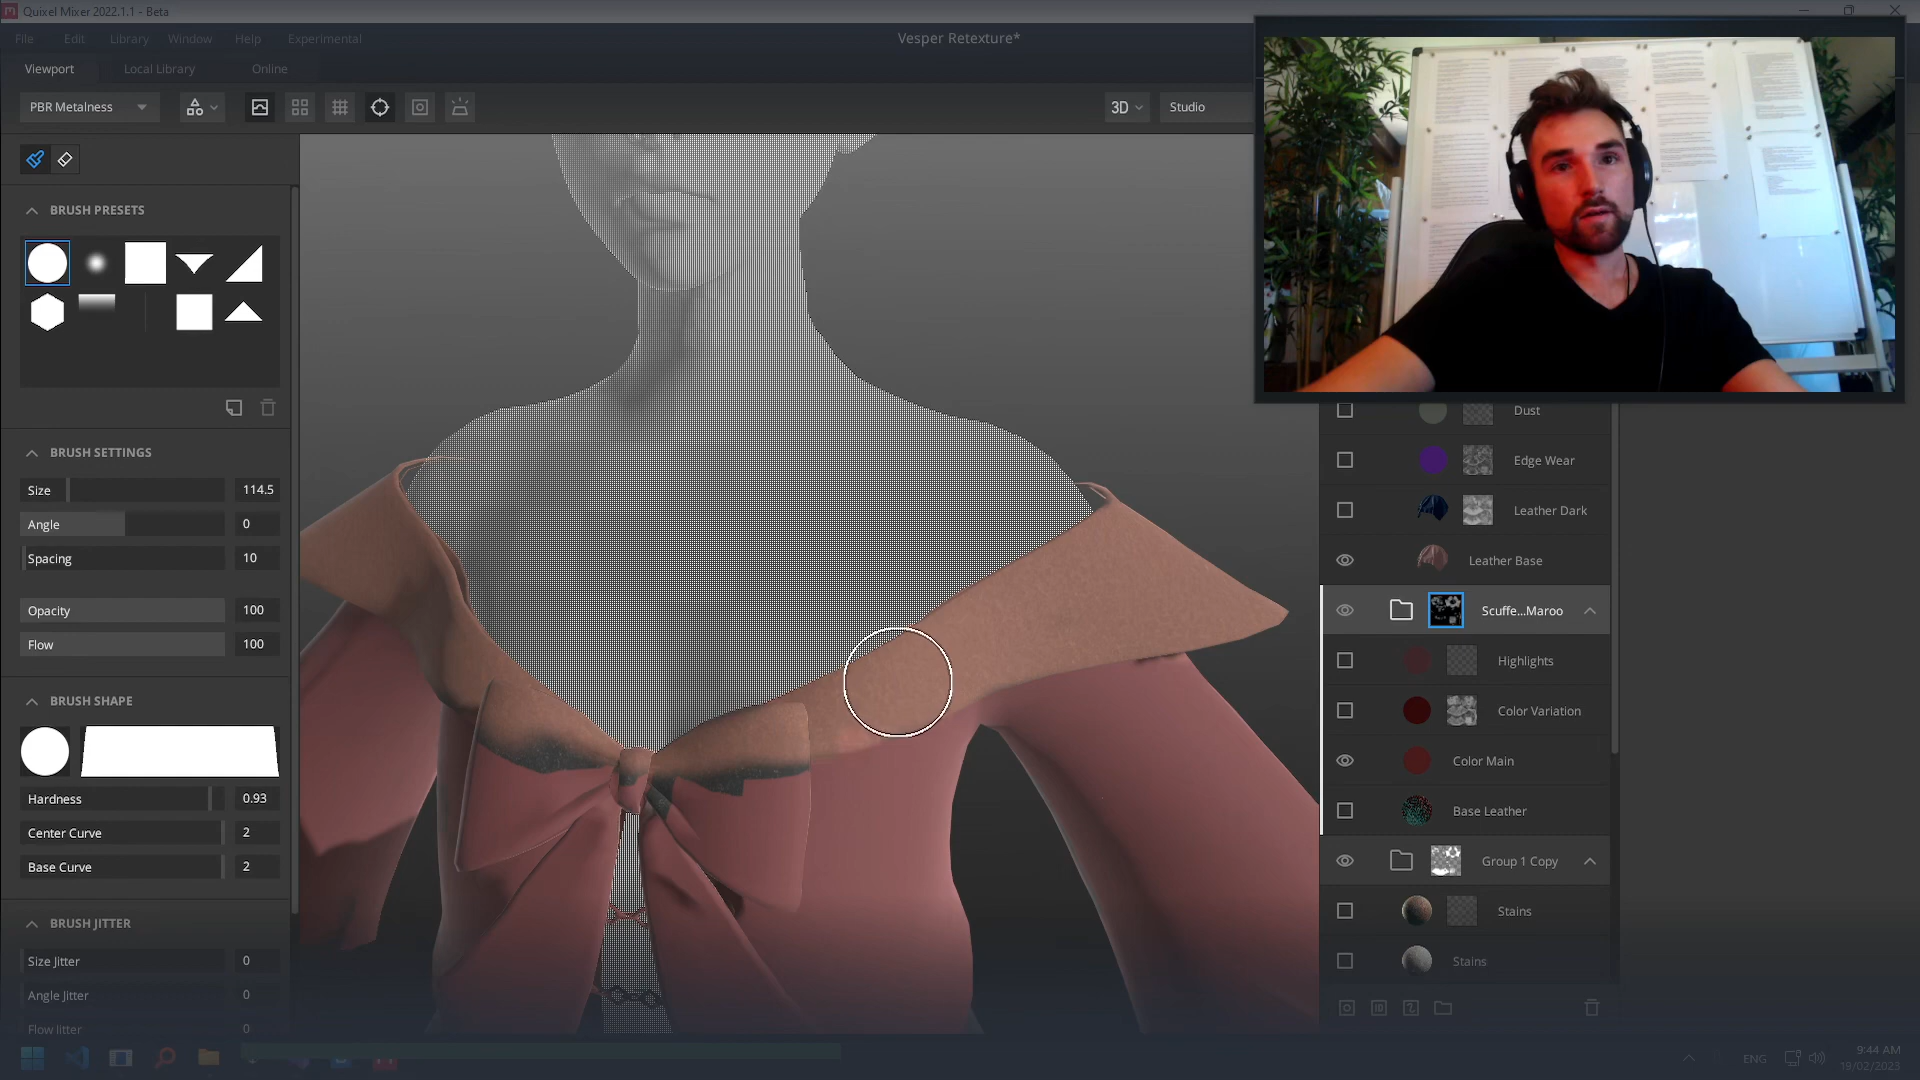 Quixel Mixer 2022.1.1 - Beta
File Edit Library Window Help Experimental
Vesper Retexture*
Viewport Local Library Online
PBR Metalness
3D Studio
BRUSH PRESETS
BRUSH SETTINGS
Size 114.5
Angle 0
Spacing 10
Opacity 100
Flow 100
BRUSH SHAPE
Hardness 0.93
Center Curve 2
Base Curve 2
BRUSH JITTER
Size Jitter 0
Angle Jitter 0
Flow Jitter 0
Dust
Edge Wear
Leather Dark
Leather Base
Scuffe...Maroo
Highlights
Color Variation
Color Main
Base Leather
Group 1 Copy
Stains
Stains
ENG
9:44 AM
19/02/2023